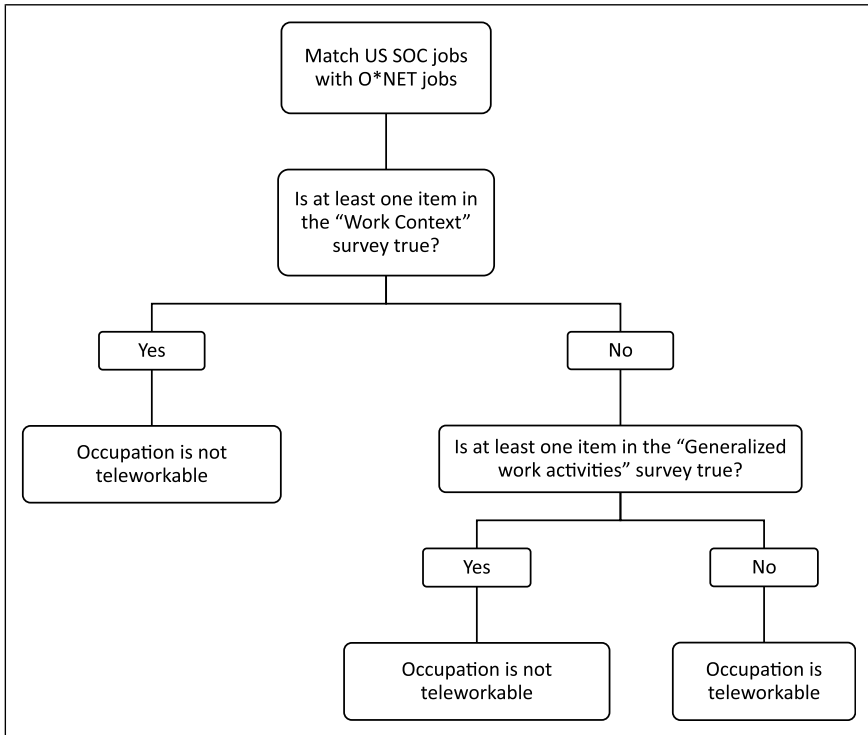 Match US SOC jobs
with O*NET jobs
Is at least one item in
the “Work Context”
survey true?
Yes
No
Occupation is not
teleworkable
Is at least one item in the “Generalized
work activities” survey true?
Yes
No
Occupation is not
teleworkable
Occupation is
teleworkable